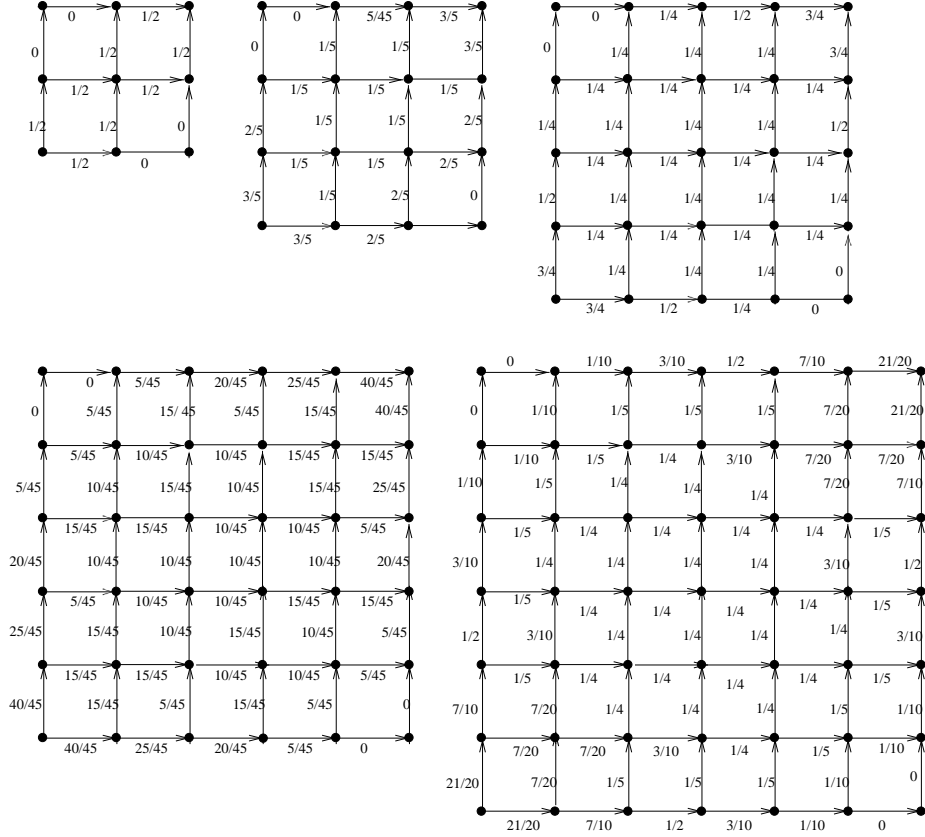 0 1/2
0 1/2 1/2
1/2 1/2
1/2 1/2 0
1/2 0
0 5/45 3/5
0 1/5 1/5 3/5
1/5 1/5 1/5
2/5 1/5 1/5 2/5
1/5 1/5 2/5
3/5 1/5 2/5 0
3/5 2/5
0 1/4 1/2 3/4
0 1/4 1/4 1/4 3/4
1/4 1/4 1/4 1/4
1/4 1/4 1/4 1/4 1/2
1/4 1/4 1/4 1/4
1/2 1/4 1/4 1/4 1/4
1/4 1/4 1/4 1/4
3/4 1/4 1/4 1/4 0
3/4 1/2 1/4 0
0 5/45 20/45 25/45 40/45
0 5/45 15/ 45 5/45 15/45 40/45
5/45 10/45 10/45 15/45 15/45
5/45 10/45 15/45 10/45 15/45 25/45
15/45 15/45 10/45 10/45 5/45
20/45 10/45 10/45 10/45 10/45 20/45
5/45 10/45 10/45 15/45 15/45
25/45 15/45 10/45 15/45 10/45 5/45
15/45 15/45 10/45 10/45 5/45
40/45 15/45 5/45 15/45 5/45 0
40/45 25/45 20/45 5/45 0
0 1/10 3/10 1/2 7/10 21/20
0 1/10 1/5 1/5 1/5 7/20 21/20
1/10 1/5 1/4 3/10 7/20 7/20
1/10 1/5 1/4 1/4 1/4 7/20 7/10
1/5 1/4 1/4 1/4 1/4 1/5
3/10 1/4 1/4 1/4 1/4 3/10 1/2
1/5 1/4 1/4 1/4 1/4 1/5
1/2 3/10 1/4 1/4 1/4 1/4 3/10
1/5 1/4 1/4 1/4 1/4 1/5
7/10 7/20 1/4 1/4 1/4 1/5 1/10
7/20 7/20 3/10 1/4 1/5 1/10
21/20 7/20 1/5 1/5 1/5 1/10 0
21/20 7/10 1/2 3/10 1/10 0